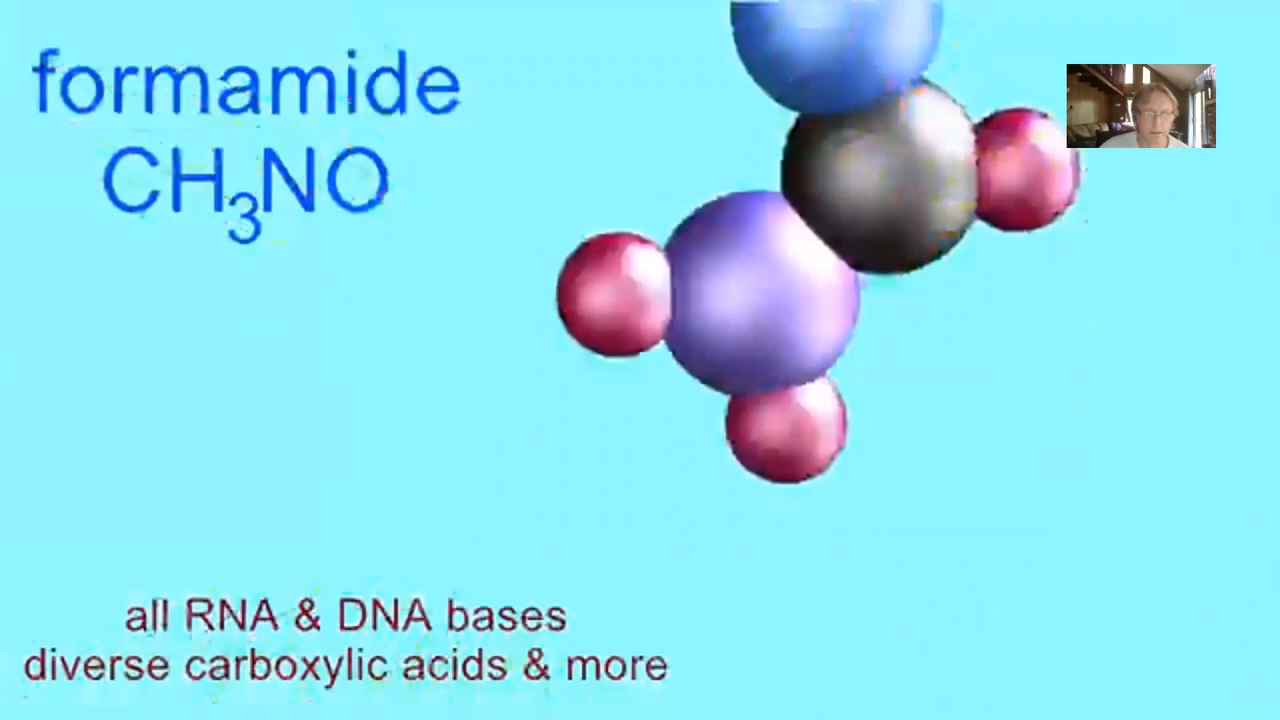 formamide
CH₃NO
all RNA & DNA bases
diverse carboxylic acids & more